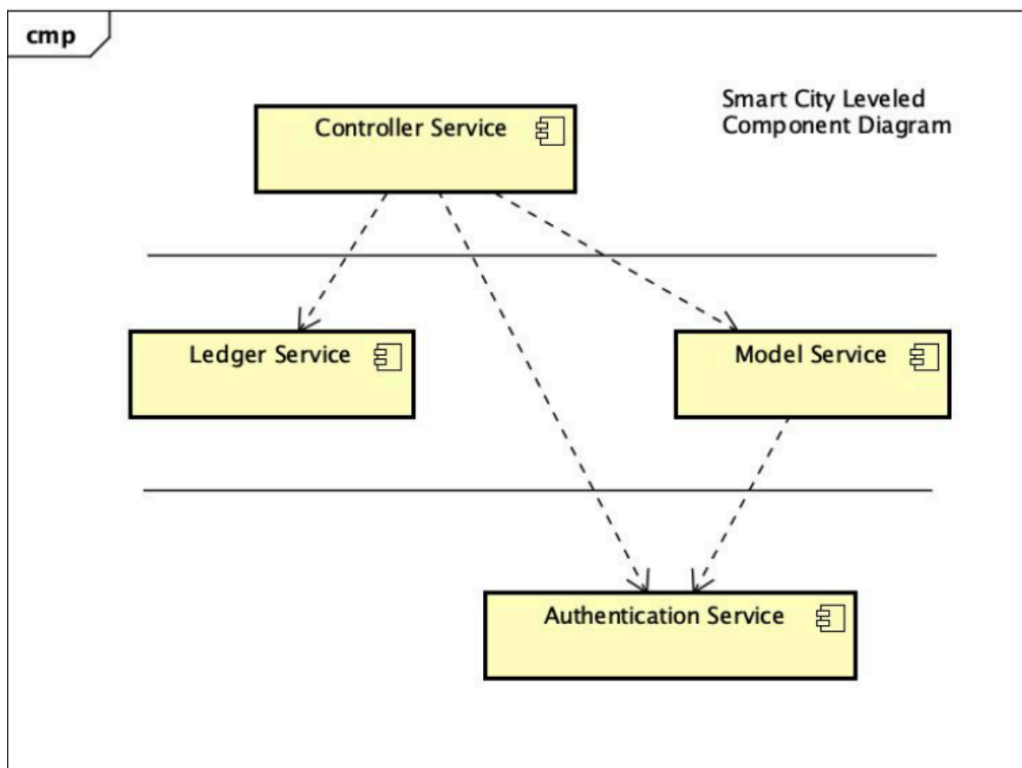 cmp
Smart City Leveled
Component Diagram
Controller Service
Ledger Service
Model Service
Authentication Service